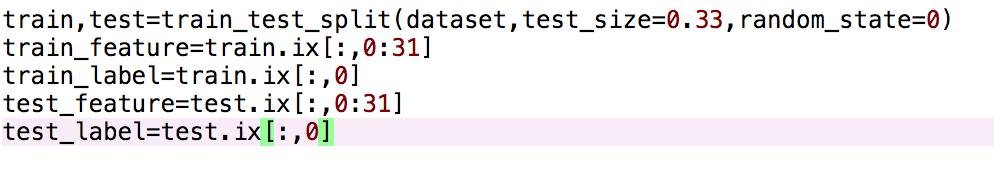 train,test=train_test_split(dataset,test_size=0.33,random_state=0)
train_feature=train.ix[:,0:31]
train_label=train.ix[:,0]
test_feature=test.ix[:,0:31]
test_label=test.ix[:,0]